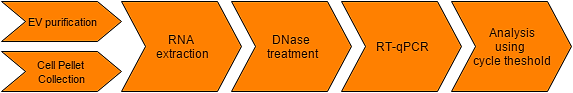 EV purification
Cell Pellet
Collection
RNA
extraction
DNase
treatment
RT-qPCR
Analysis
using
cycle theshold